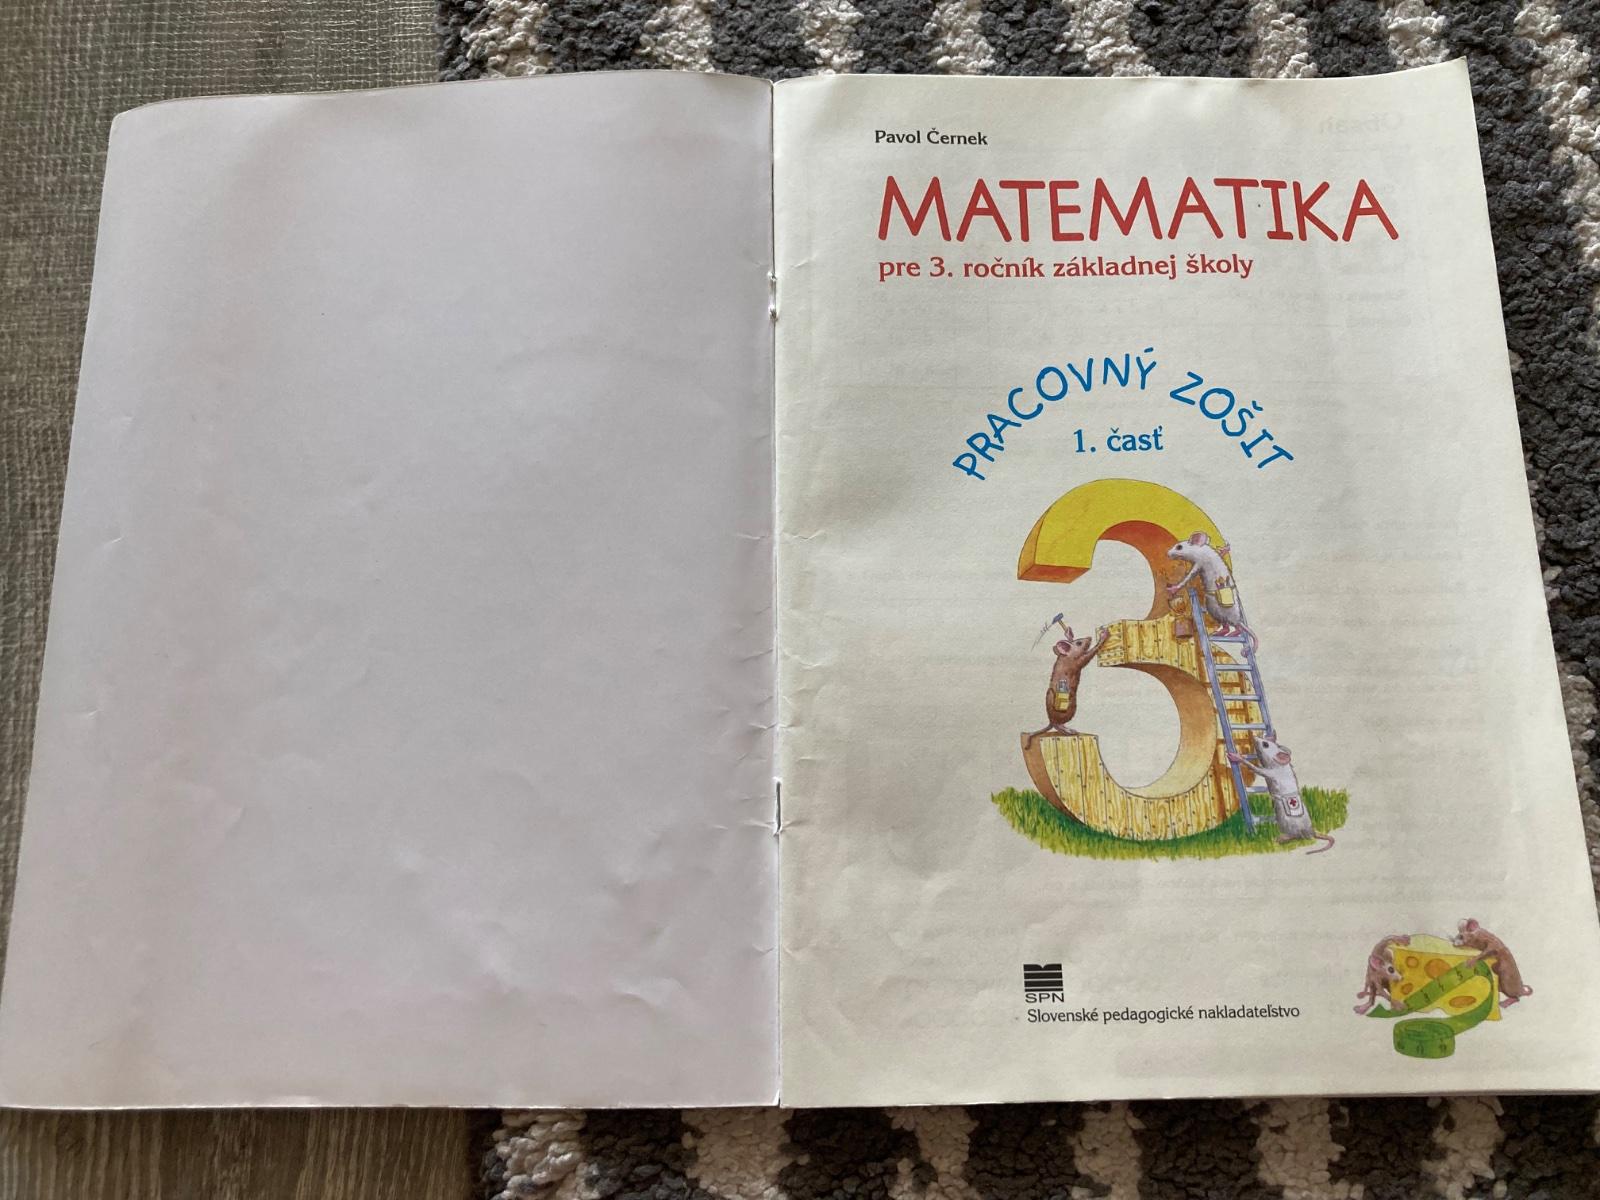 Pavol Černek
MATEMATIKA
pre 3. ročník základnej školy
PRACOVNÝ ZOŠIT
1. časť
SPN
Slovenské pedagogické nakladateľstvo